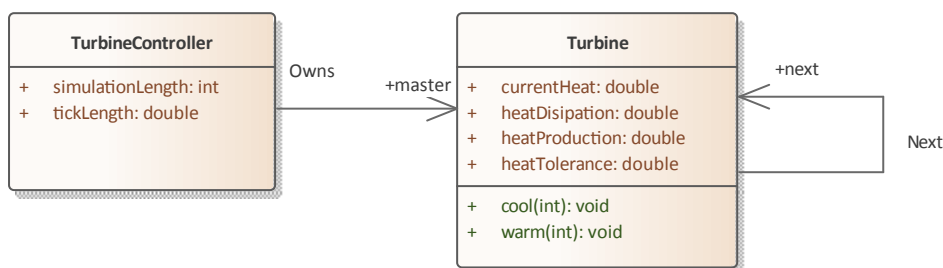 TurbineController
+ simulationLength: int
+ tickLength: double
Owns
+master
Turbine
+ currentHeat: double
+ heatDisipation: double
+ heatProduction: double
+ heatTolerance: double
+ cool(int): void
+ warm(int): void
+next
Next